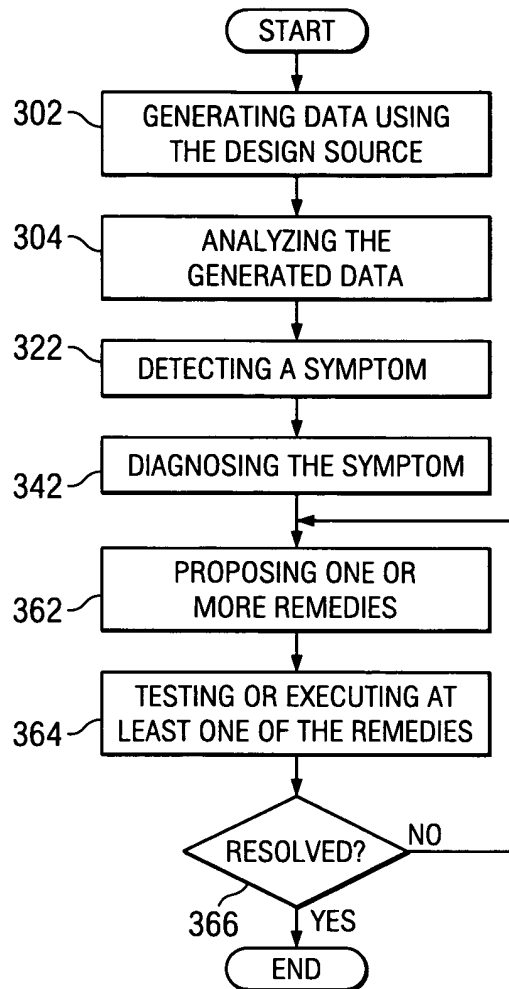 START
302
GENERATING DATA USING
THE DESIGN SOURCE
304
ANALYZING THE
GENERATED DATA
322
DETECTING A SYMPTOM
342
DIAGNOSING THE SYMPTOM
362
PROPOSING ONE OR
MORE REMEDIES
364
TESTING OR EXECUTING AT
LEAST ONE OF THE REMEDIES
RESOLVED?
NO
366
YES
END